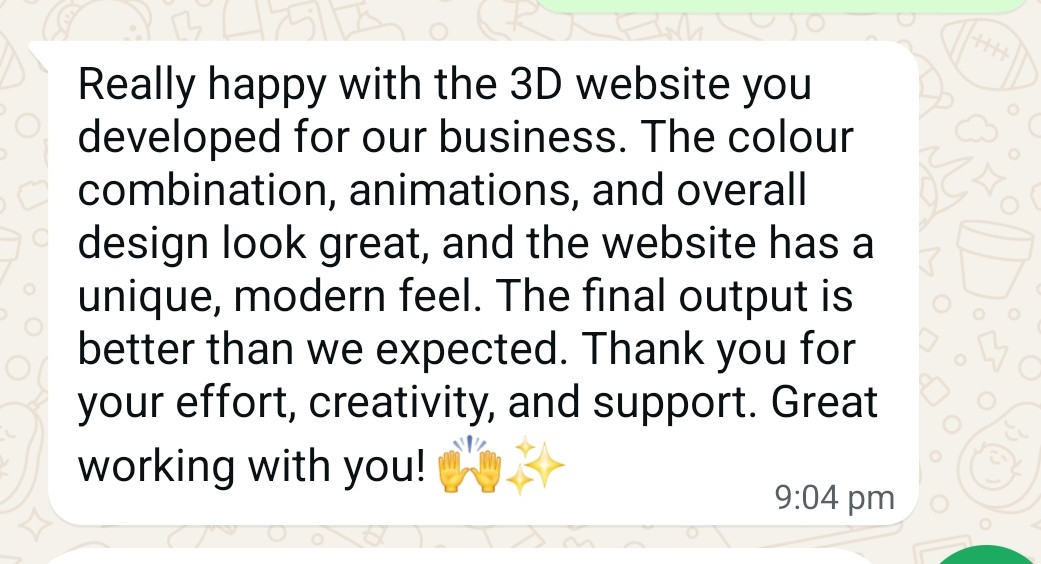 Really happy with the 3D website you
developed for our business. The colour
combination, animations, and overall
design look great, and the website has a
unique, modern feel. The final output is
better than we expected. Thank you for
your effort, creativity, and support. Great
working with you! 🙌✨
9:04 pm